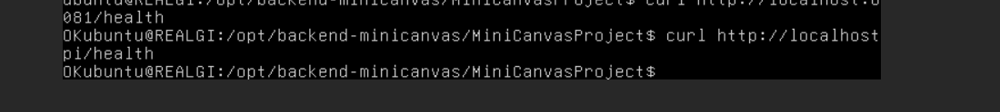 ubuntu@REALGI:/opt/backend-minicanvas/MiniCanvasProject$ curl http://localhost:8
081/health
OKubuntu@REALGI:/opt/backend-minicanvas/MiniCanvasProject$ curl http://localhost
pi/health
OKubuntu@REALGI:/opt/backend-minicanvas/MiniCanvasProject$